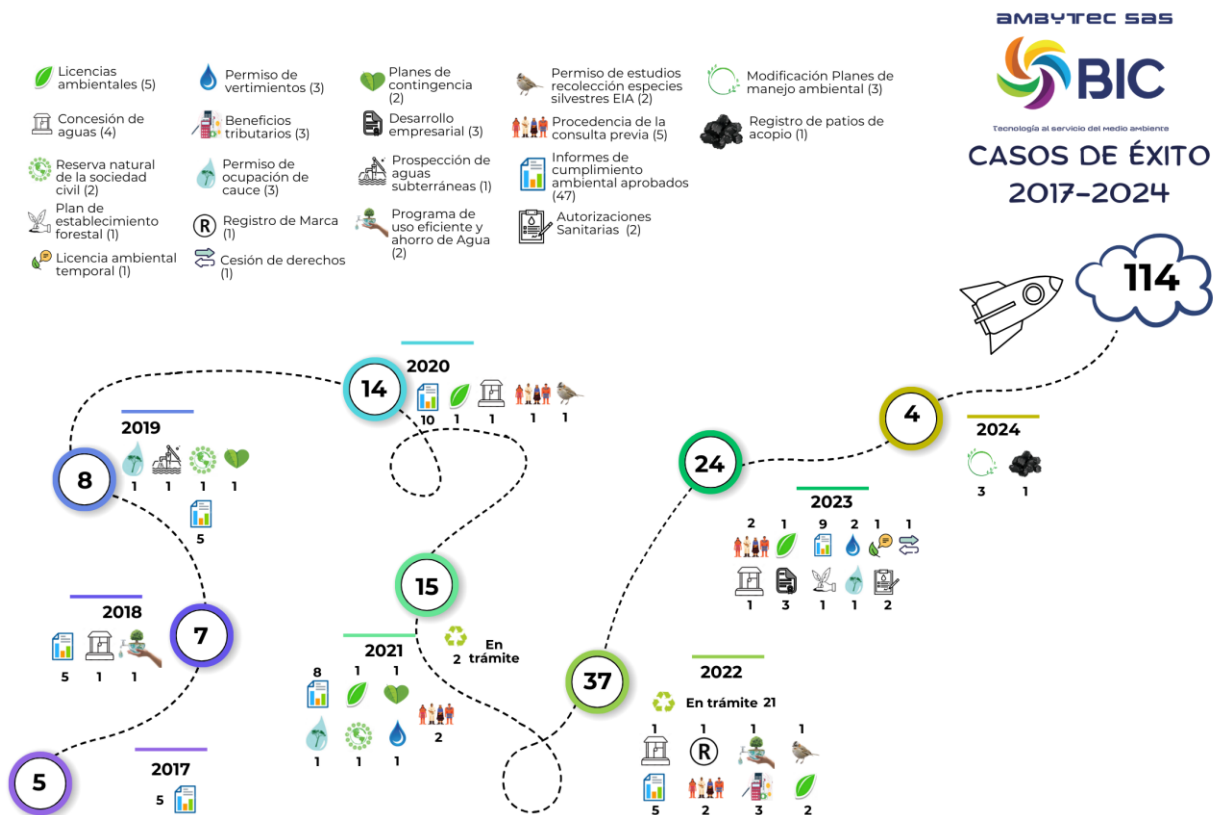 AMBYTEC SAS
BIC
Tecnología al servicio del Medio Ambiente
CASOS DE ÉXITO
2017-2024
Licencias
ambientales (5)
Permiso de
vertimientos (3)
Planes de
contingencia
(2)
Permiso de estudios
recolección especies
silvestres EIA (2)
Modificación Planes de
manejo ambiental (3)
Concesión de
aguas (4)
Beneficios
tributarios (3)
Desarrollo
empresarial (3)
Procedencia de la
consulta previa (5)
Registro de patios de
acopio (1)
Reserva natural
de la sociedad
civil (2)
Permiso de
ocupación de
cauce (3)
Prospección de
aguas
subterráneas (1)
Informes de
cumplimiento
ambiental aprobados
(47)
Plan de
establecimiento
forestal (1)
R
Registro de Marca
(1)
Programa de
uso eficiente y
ahorro de Agua
(2)
Autorizaciones
Sanitarias (2)
Licencia ambiental
temporal (1)
Cesión de derechos
(1)
114
14
2020
10 1 1 1 1
4
2024
3 1
2019
8
1 1 1 1
5
24
2023
2 1 9 2 1 1
1 3 1 1 2
15
2018
7
5 1 1
2021
En
2 trámite
8 1 1
2
1 1 1
37
2022
En trámite 21
1 1 1 1
R
5 2 3 2
5
2017
5